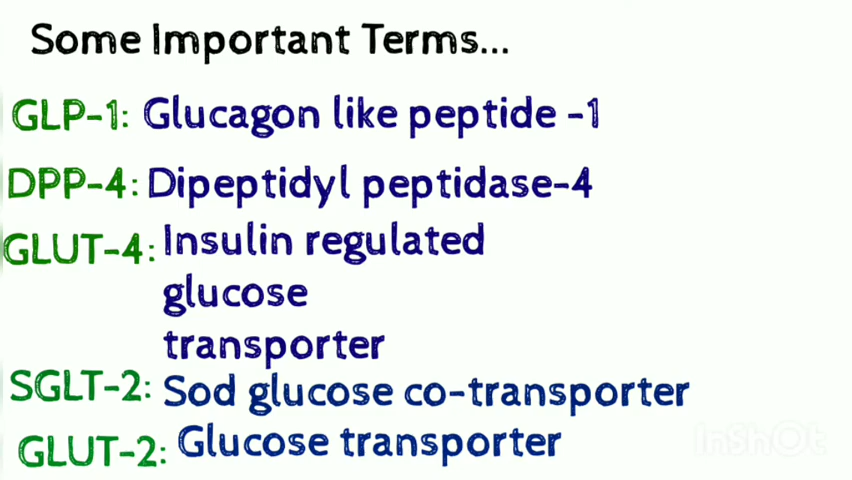 Some Important Terms...
GLP-1: Glucagon like peptide -1
DPP-4: Dipeptidyl peptidase-4
GLUT-4: Insulin regulated
glucose
transporter
SGLT-2: Sod glucose co-transporter
GLUT-2: Glucose transporter
InShOt